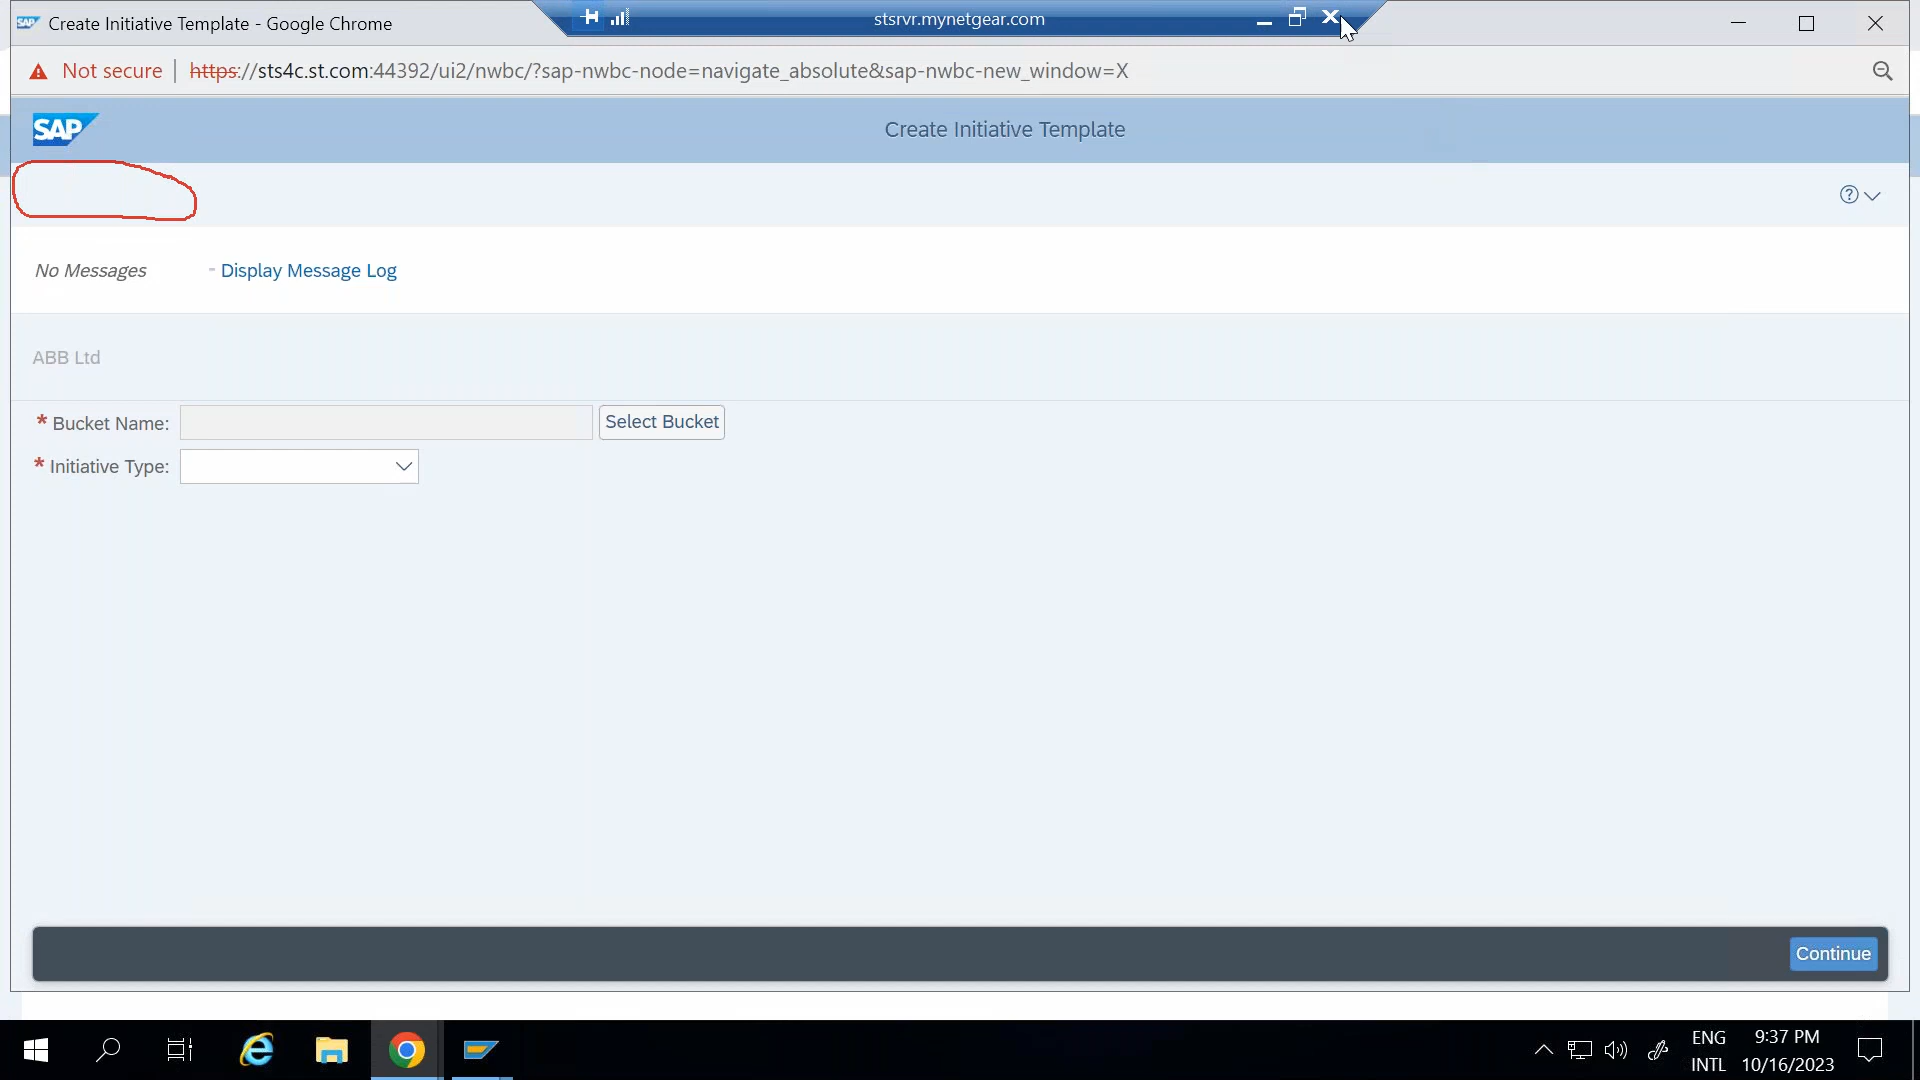 SAP Create Initiative Template - Google Chrome
stsrvr.mynetgear.com
Not secure | https://sts4c.st.com:44392/ui2/nwbc/?sap-nwbc-node=navigate_absolute&sap-nwbc-new_window=X
SAP
Create Initiative Template
?
No Messages - Display Message Log
ABB Ltd
* Bucket Name: Select Bucket
* Initiative Type:
Continue
ENG 9:37 PM
INTL 10/16/2023